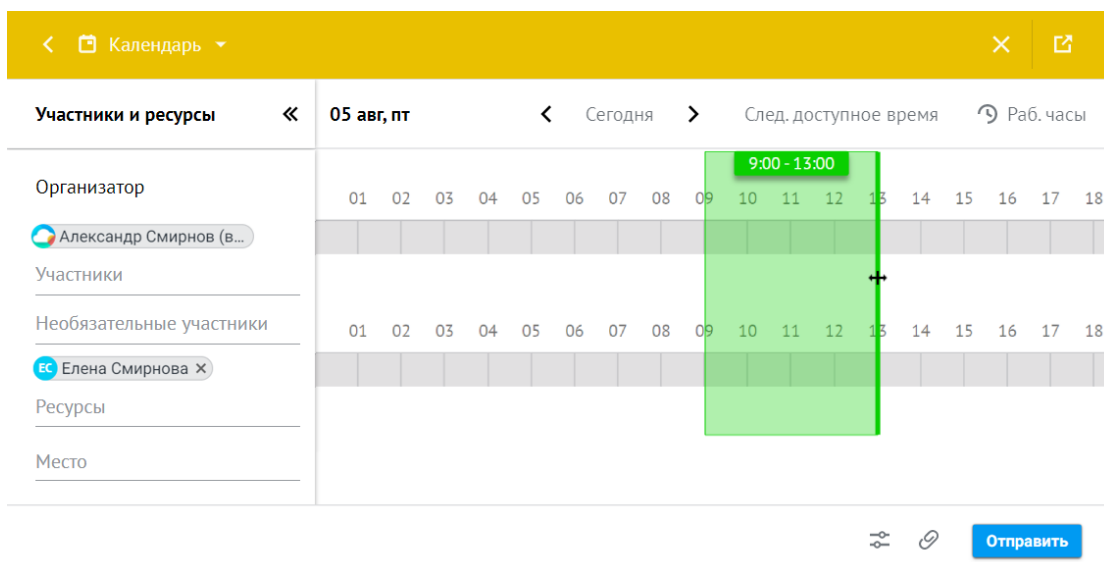 Календарь
Участники и ресурсы
05 авг, пт
Сегодня
След. доступное время
Раб. часы
9:00 - 13:00
Организатор
01 02 03 04 05 06 07 08 09 10 11 12 13 14 15 16 17 18
Александр Смирнов (в...
Участники
Необязательные участники
01 02 03 04 05 06 07 08 09 10 11 12 13 14 15 16 17 18
ЕС Елена Смирнова
Ресурсы
Место
Отправить